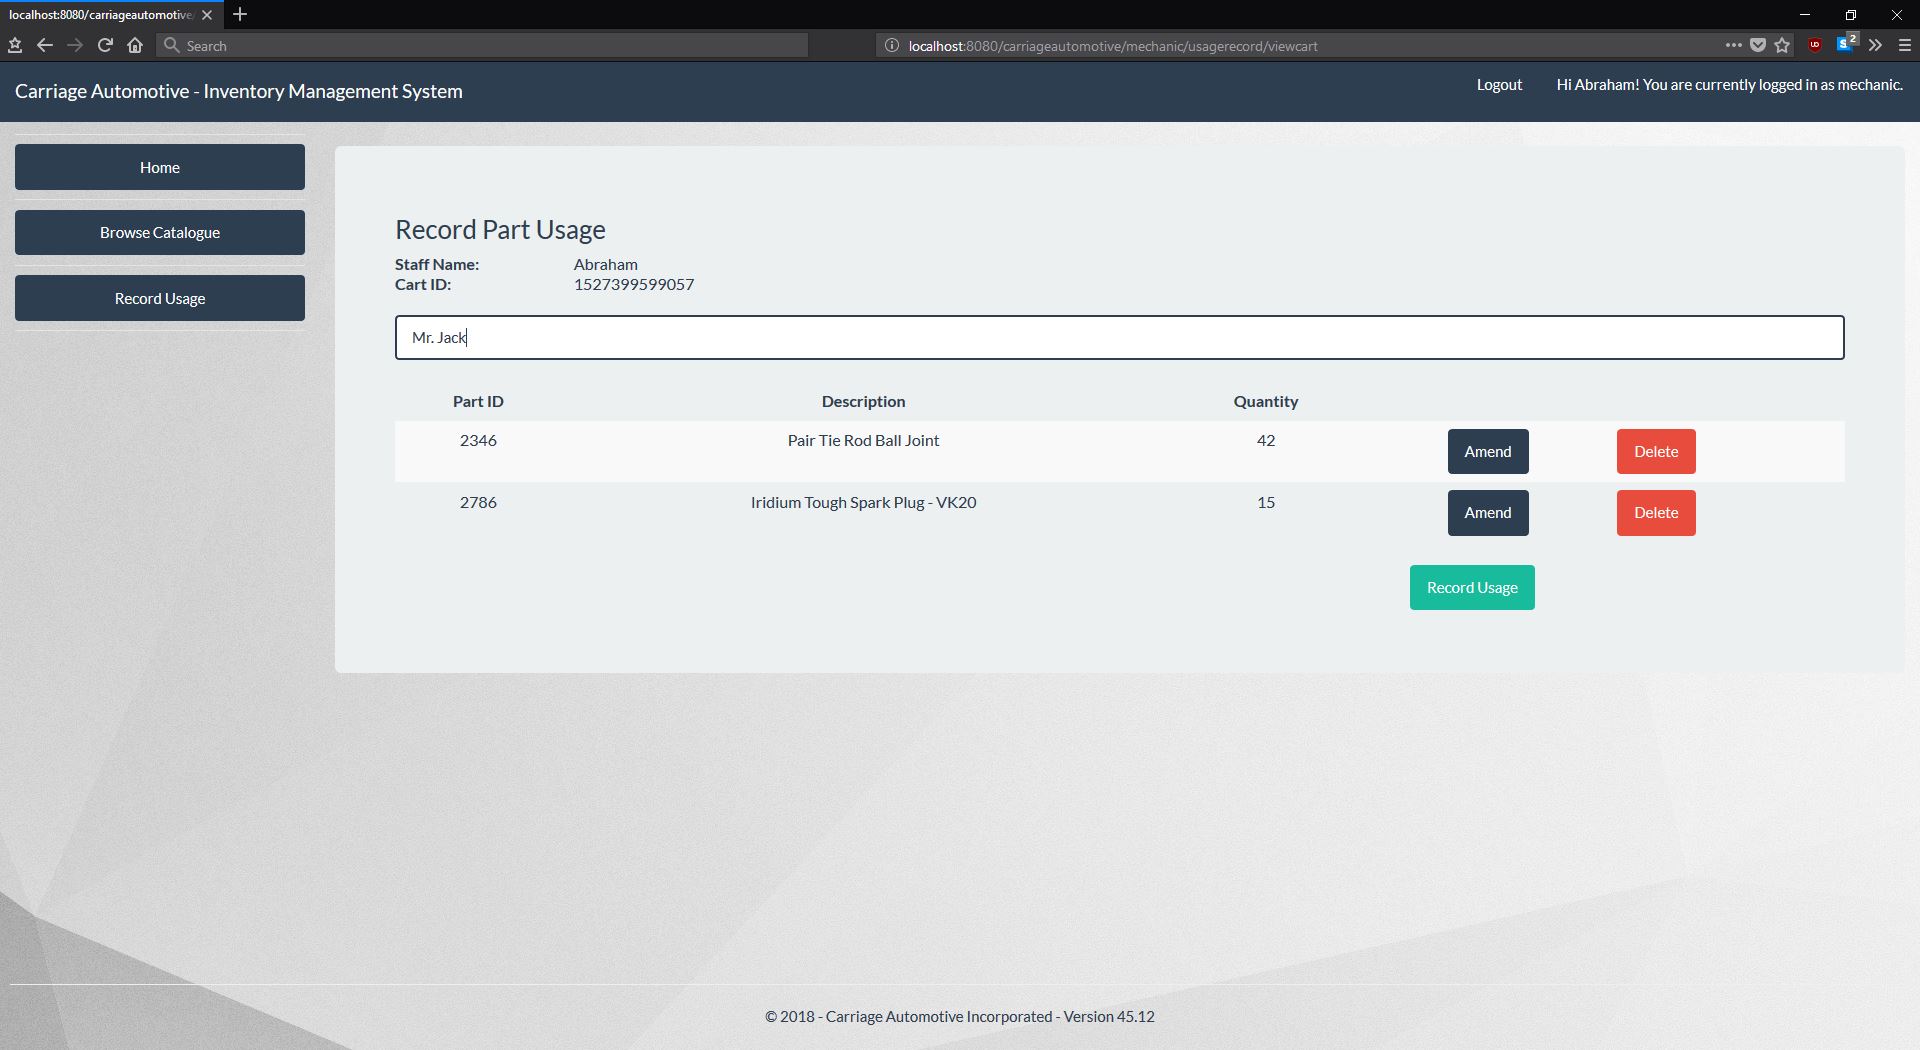 localhost:8080/carriageautomotive/
Search
localhost:8080/carriageautomotive/mechanic/usagerecord/viewcart
2
Carriage Automotive - Inventory Management System
Logout
Hi Abraham! You are currently logged in as mechanic.
Home
Browse Catalogue
Record Usage
Record Part Usage
Staff Name: Abraham
Cart ID: 1527399599057
Mr. Jack
Part ID Description Quantity
2346 Pair Tie Rod Ball Joint 42 Amend Delete
2786 Iridium Tough Spark Plug - VK20 15 Amend Delete
Record Usage
© 2018 - Carriage Automotive Incorporated - Version 45.12